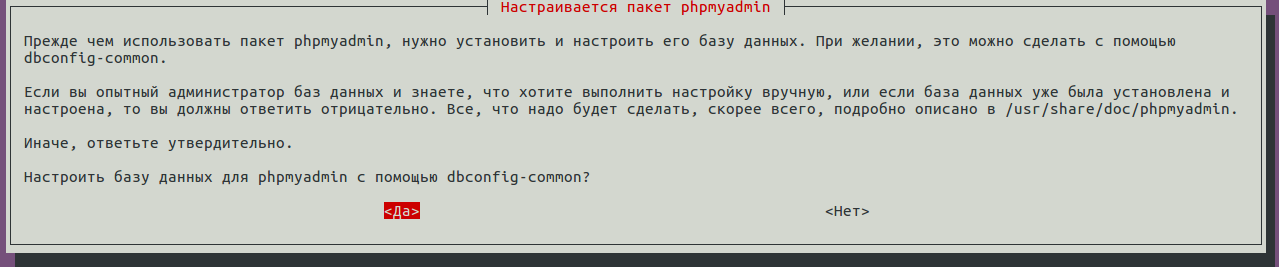 Настраивается пакет phpmyadmin
Прежде чем использовать пакет phpmyadmin, нужно установить и настроить его базу данных. При желании, это можно сделать с помощью
dbconfig-common.
Если вы опытный администратор баз данных и знаете, что хотите выполнить настройку вручную, или если база данных уже была установлена и
настроена, то вы должны ответить отрицательно. Все, что надо будет сделать, скорее всего, подробно описано в /usr/share/doc/phpmyadmin.
Иначе, ответьте утвердительно.
Настроить базу данных для phpmyadmin с помощью dbconfig-common?
<Да> <Нет>